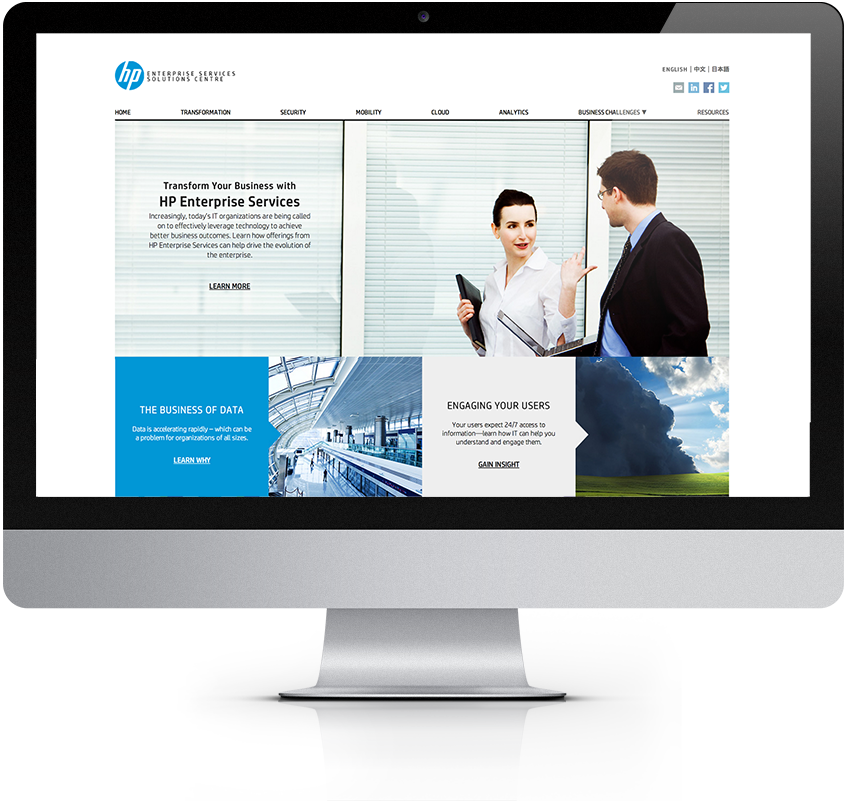 hp ENTERPRISE SERVICES
SOLUTIONS CENTRE
ENGLISH | 中文 | 日本語
in f
HOME TRANSFORMATION SECURITY MOBILITY CLOUD ANALYTICS BUSINESS CHALLENGES ▼ RESOURCES
Transform Your Business with
HP Enterprise Services
Increasingly, today's IT organizations are being called
on to effectively leverage technology to achieve
better business outcomes. Learn how offerings from
HP Enterprise Services can help drive the evolution of
the enterprise.
LEARN MORE
THE BUSINESS OF DATA
Data is accelerating rapidly – which can be
a problem for organizations of all sizes.
LEARN WHY
ENGAGING YOUR USERS
Your users expect 24/7 access to
information—learn how IT can help you
understand and engage them.
GAIN INSIGHT